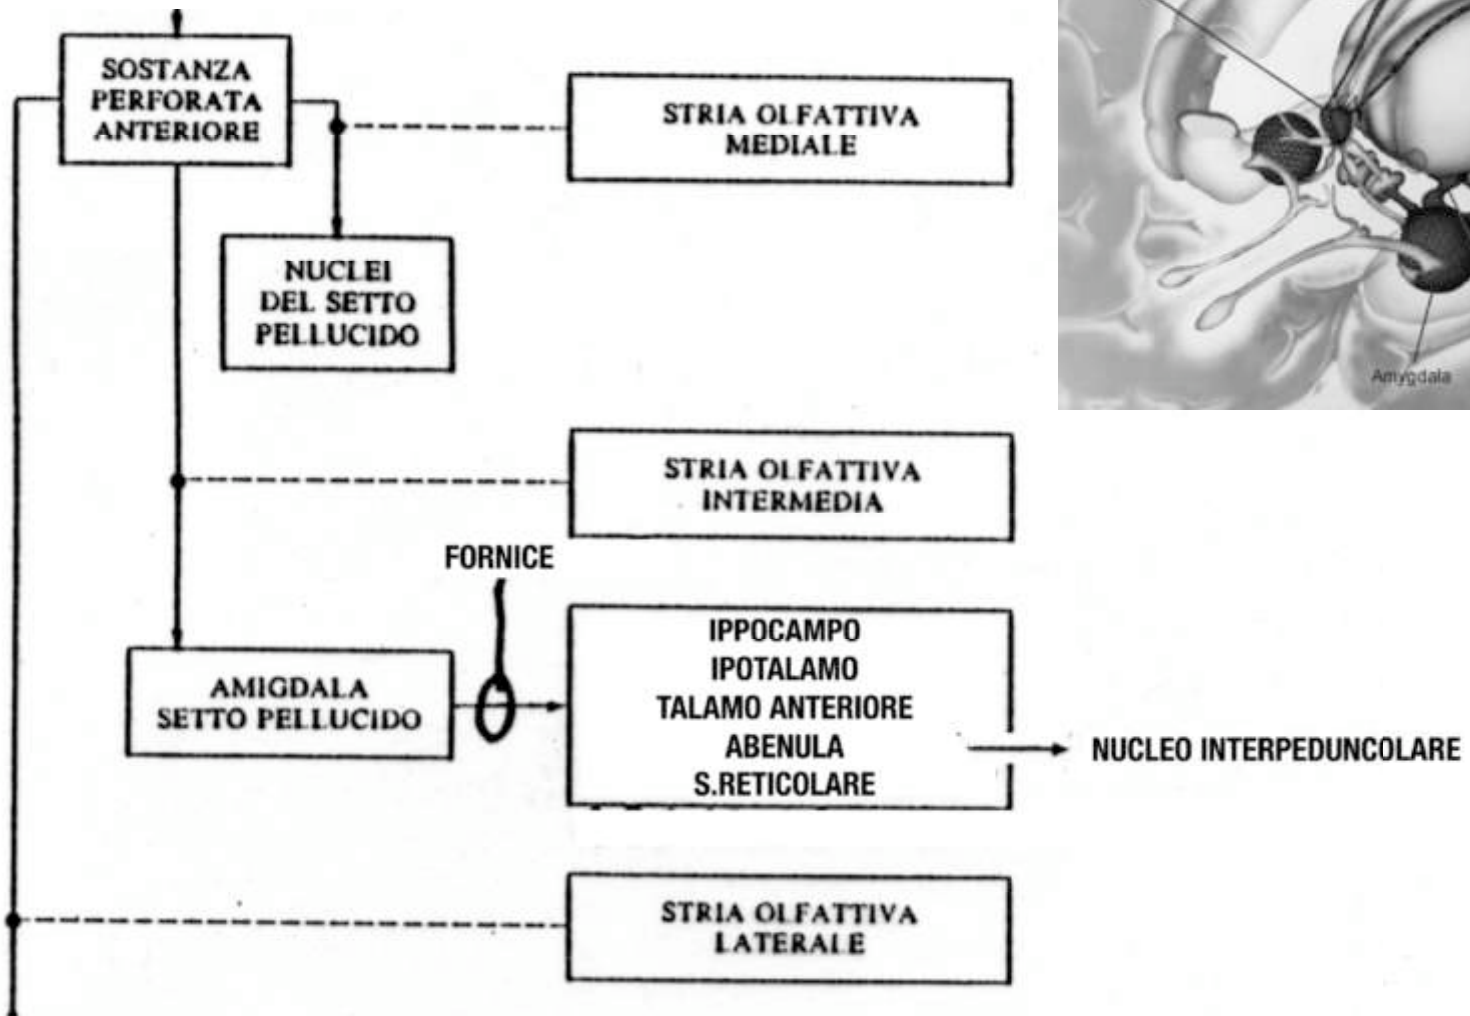 SOSTANZA
PERFORATA
ANTERIORE
STRIA OLFATTIVA
MEDIALE
NUCLEI
DEL SETTO
PELLUCIDO
Amygdala
STRIA OLFATTIVA
INTERMEDIA
FORNICE
AMIGDALA
SETTO PELLUCIDO
IPPOCAMPO
IPOTALAMO
TALAMO ANTERIORE
ABENULA
S.RETICOLARE
NUCLEO INTERPEDUNCOLARE
STRIA OLFATTIVA
LATERALE